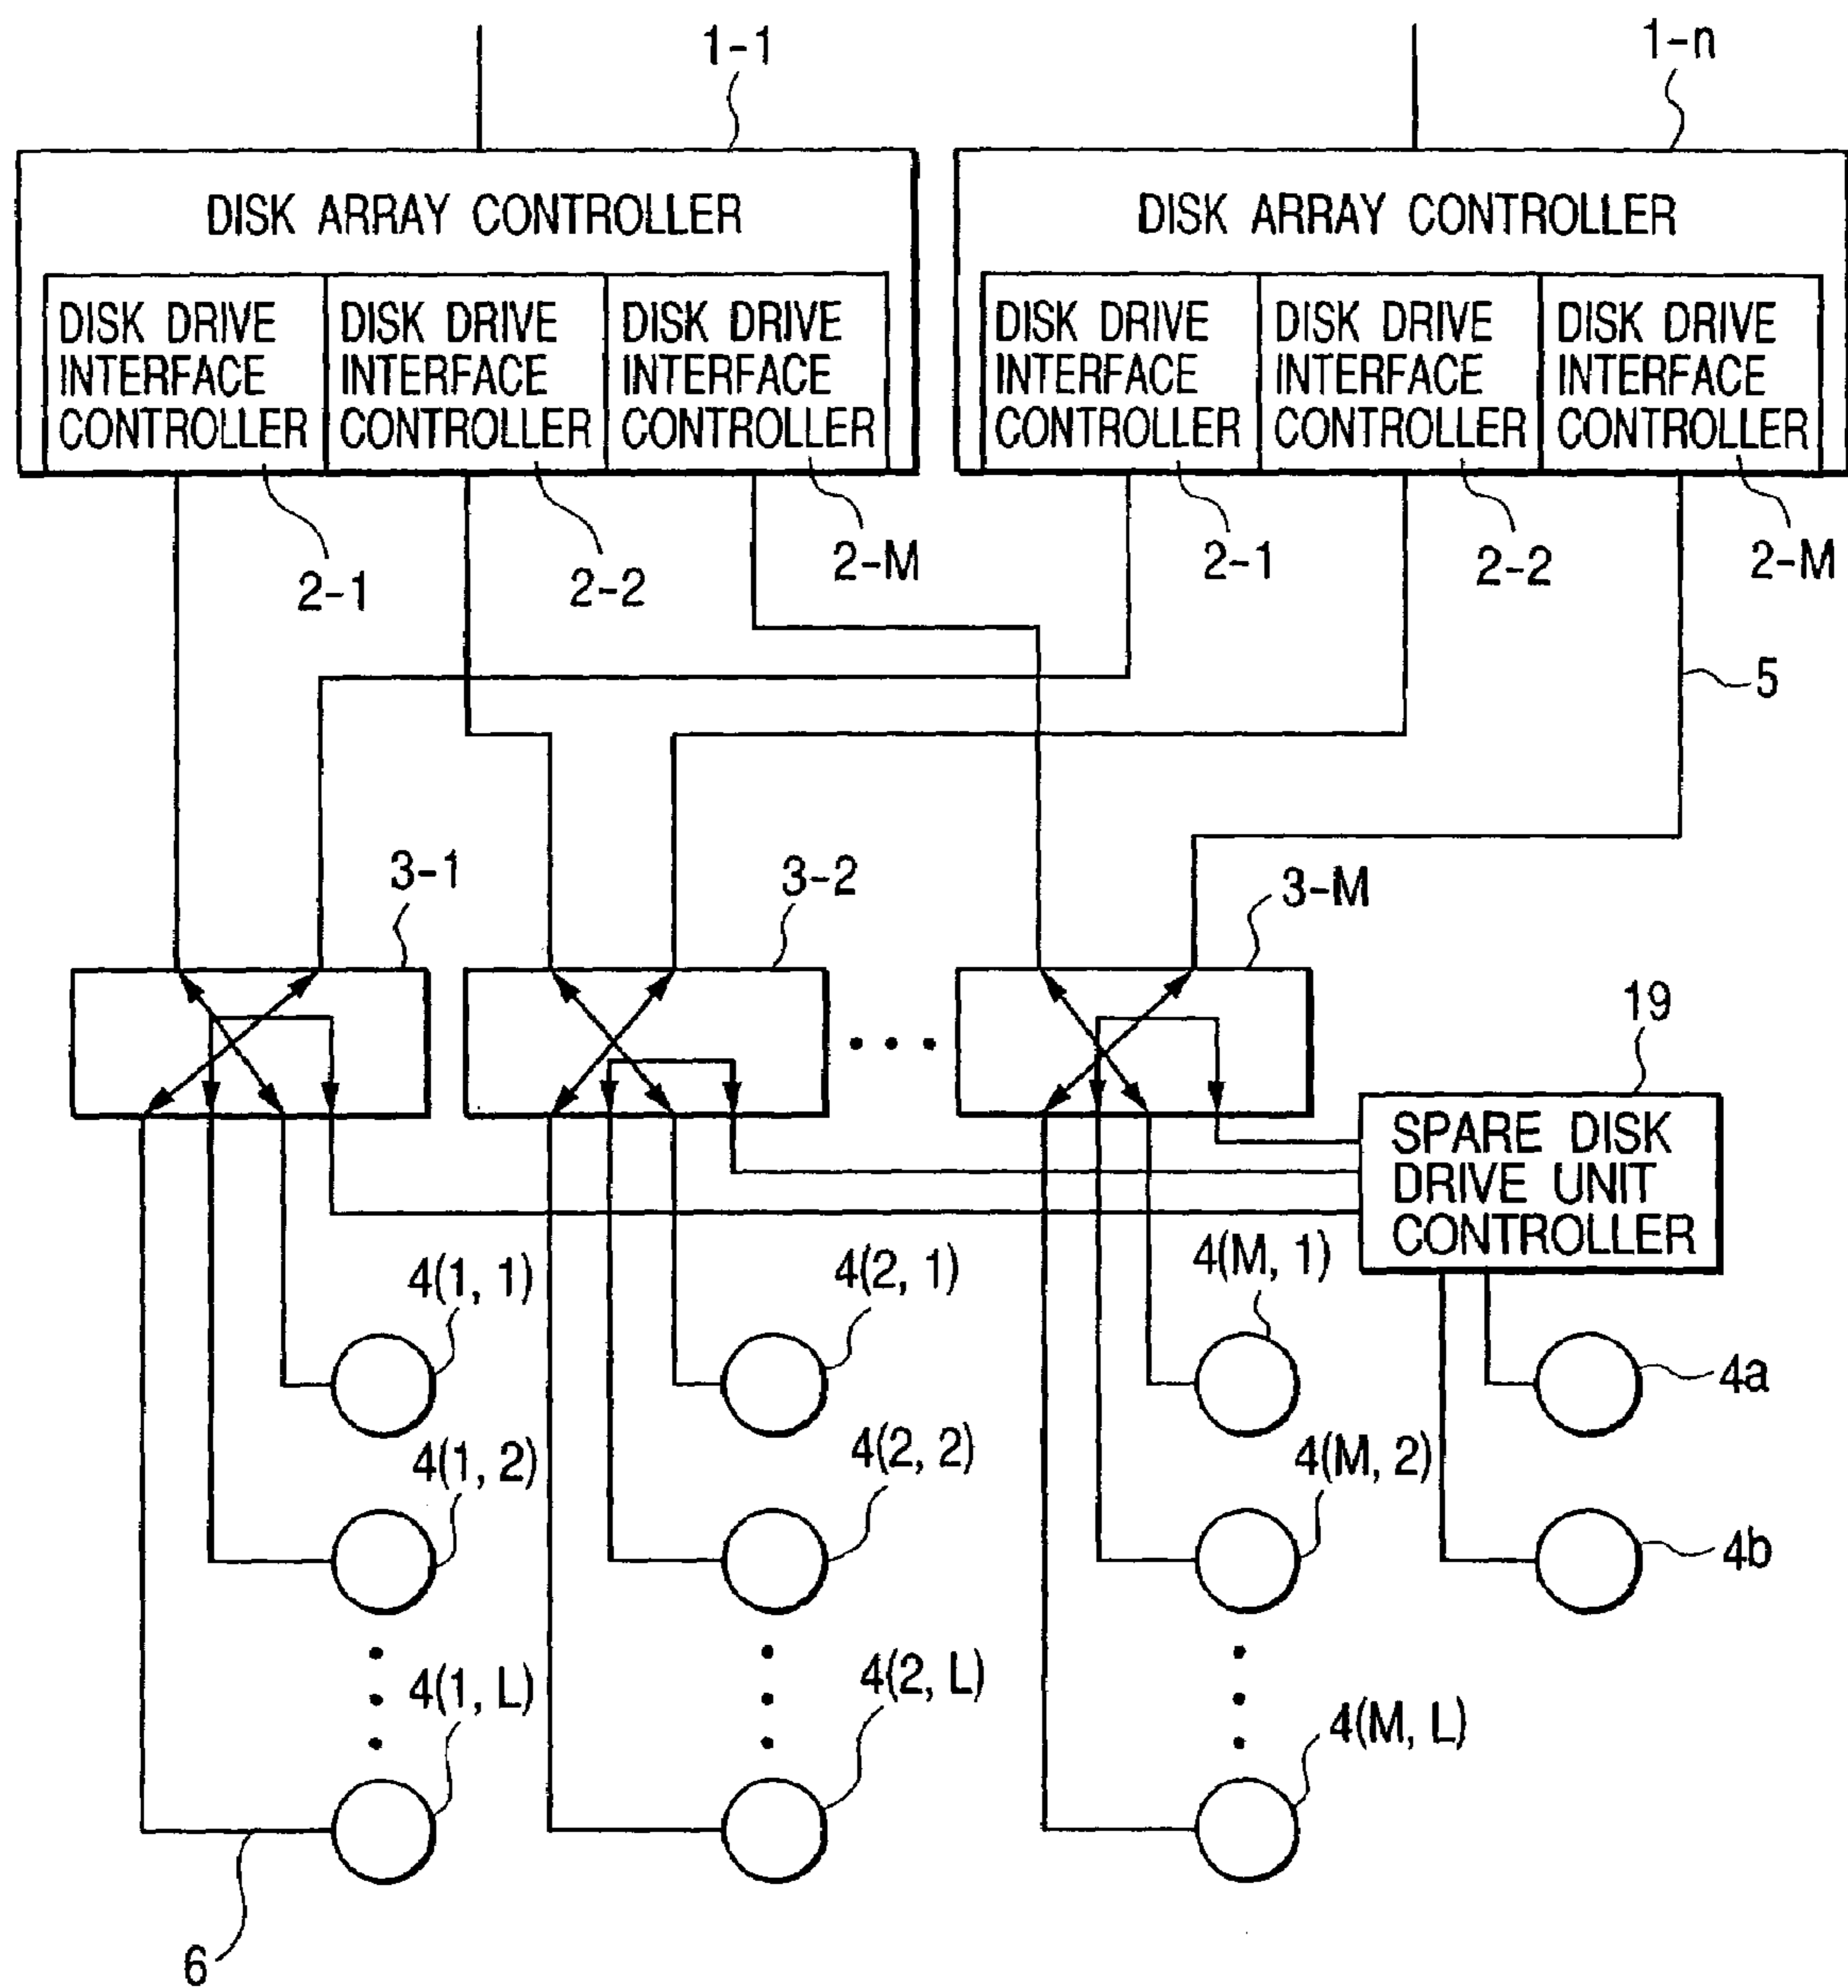 1-1
1-n
DISK ARRAY CONTROLLER
DISK ARRAY CONTROLLER
DISK DRIVE
INTERFACE
CONTROLLER
DISK DRIVE
INTERFACE
CONTROLLER
DISK DRIVE
INTERFACE
CONTROLLER
DISK DRIVE
INTERFACE
CONTROLLER
DISK DRIVE
INTERFACE
CONTROLLER
DISK DRIVE
INTERFACE
CONTROLLER
2-1
2-2
2-M
2-1
2-2
2-M
5
3-1
3-2
3-M
19
SPARE DISK
DRIVE UNIT
CONTROLLER
4(1, 1)
4(2, 1)
4(M, 1)
4a
4(1, 2)
4(2, 2)
4(M, 2)
4b
4(1, L)
4(2, L)
4(M, L)
6